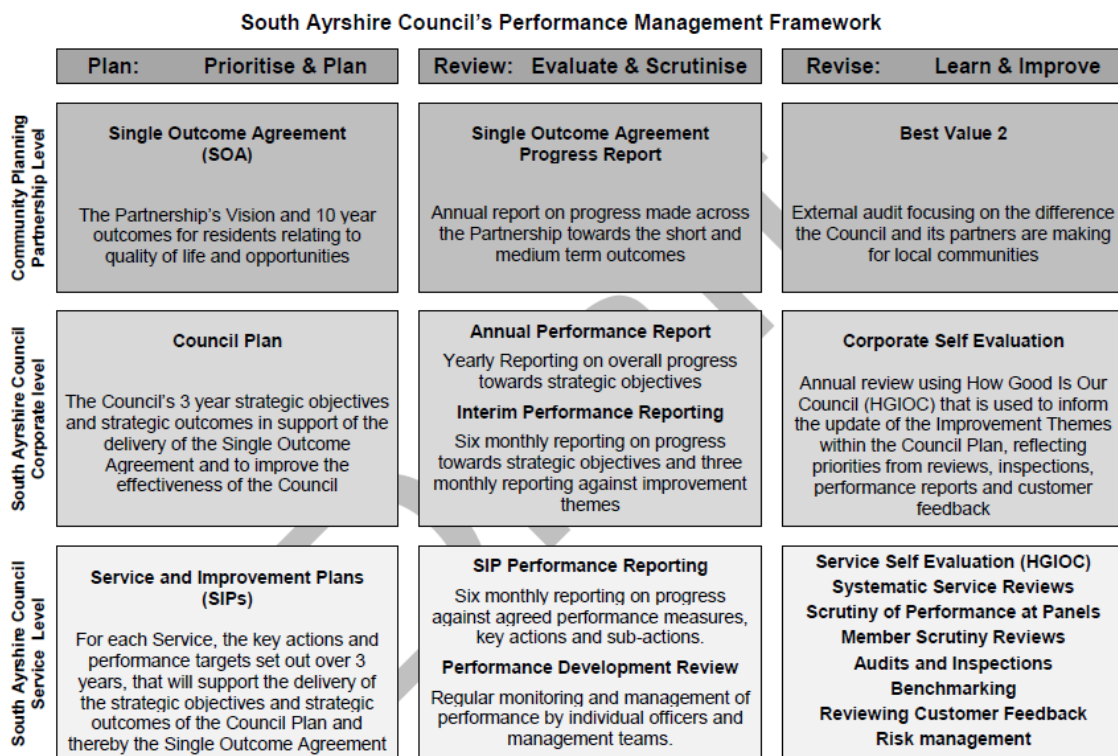 South Ayrshire Council's Performance Management Framework
Plan: Prioritise & Plan
Review: Evaluate & Scrutinise
Revise: Learn & Improve
Community Planning
Partnership Level
Single Outcome Agreement
(SOA)
The Partnership's Vision and 10 year
outcomes for residents relating to
quality of life and opportunities
Single Outcome Agreement
Progress Report
Annual report on progress made across
the Partnership towards the short and
medium term outcomes
Best Value 2
External audit focusing on the difference
the Council and its partners are making
for local communities
South Ayrshire Council
Corporate level
Council Plan
The Council's 3 year strategic objectives
and strategic outcomes in support of the
delivery of the Single Outcome
Agreement and to improve the
effectiveness of the Council
Annual Performance Report
Yearly Reporting on overall progress
towards strategic objectives
Interim Performance Reporting
Six monthly reporting on progress
towards strategic objectives and three
monthly reporting against improvement
themes
Corporate Self Evaluation
Annual review using How Good Is Our
Council (HGIOC) that is used to inform
the update of the Improvement Themes
within the Council Plan, reflecting
priorities from reviews, inspections,
performance reports and customer
feedback
South Ayrshire Council
Service Level
Service and Improvement Plans
(SIPs)
For each Service, the key actions and
performance targets set out over 3
years, that will support the delivery of
the strategic objectives and strategic
outcomes of the Council Plan and
thereby the Single Outcome Agreement
SIP Performance Reporting
Six monthly reporting on progress
against agreed performance measures,
key actions and sub-actions.
Performance Development Review
Regular monitoring and management of
performance by individual officers and
management teams.
Service Self Evaluation (HGIOC)
Systematic Service Reviews
Scrutiny of Performance at Panels
Member Scrutiny Reviews
Audits and Inspections
Benchmarking
Reviewing Customer Feedback
Risk management